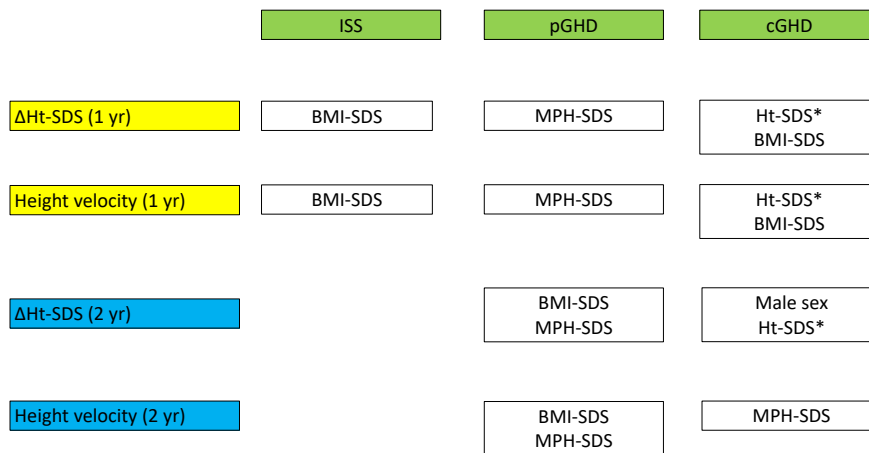 ISS pGHD cGHD
ΔHt-SDS (1 yr) BMI-SDS MPH-SDS Ht-SDS*
BMI-SDS
Height velocity (1 yr) BMI-SDS MPH-SDS Ht-SDS*
BMI-SDS
ΔHt-SDS (2 yr) BMI-SDS Male sex
MPH-SDS Ht-SDS*
Height velocity (2 yr) BMI-SDS MPH-SDS
MPH-SDS